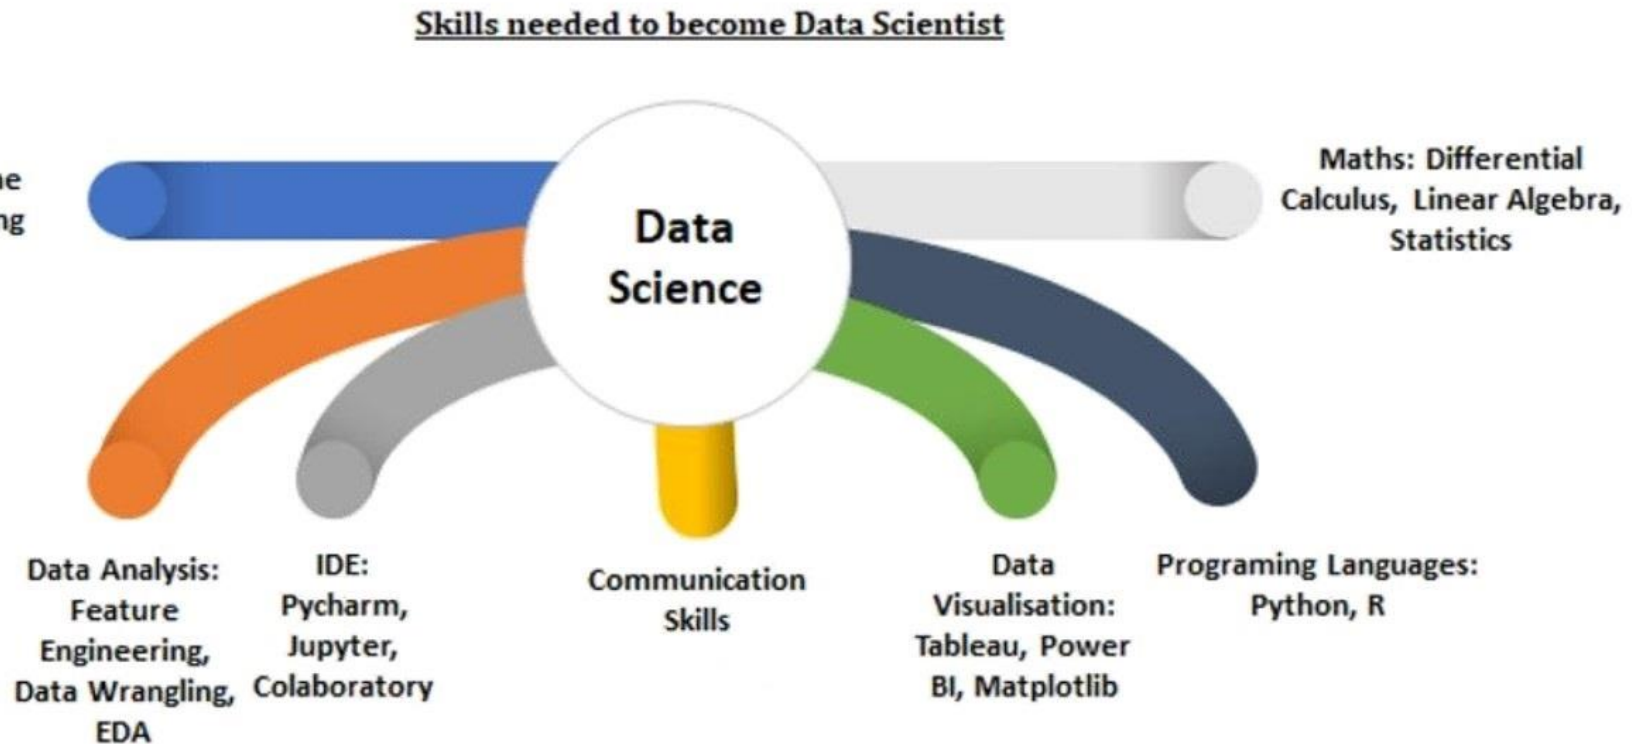 Skills needed to become Data Scientist
Data
Science
Maths: Differential
Calculus, Linear Algebra,
Statistics
Data Analysis:
Feature
Engineering,
Data Wrangling,
EDA
IDE:
Pycharm,
Jupyter,
Colaboratory
Communication
Skills
Data
Visualisation:
Tableau, Power
BI, Matplotlib
Programing Languages:
Python, R